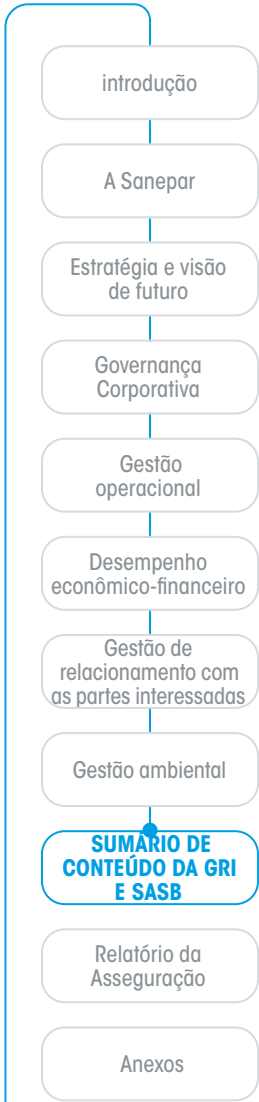 introdução
A Sanepar
Estratégia e visão
de futuro
Governança
Corporativa
Gestão
operacional
Desempenho
econômico-financeiro
Gestão de
relacionamento com
as partes interessadas
Gestão ambiental
SUMÁRIO DE
CONTEÚDO DA GRI
E SASB
Relatório da
Asseguração
Anexos